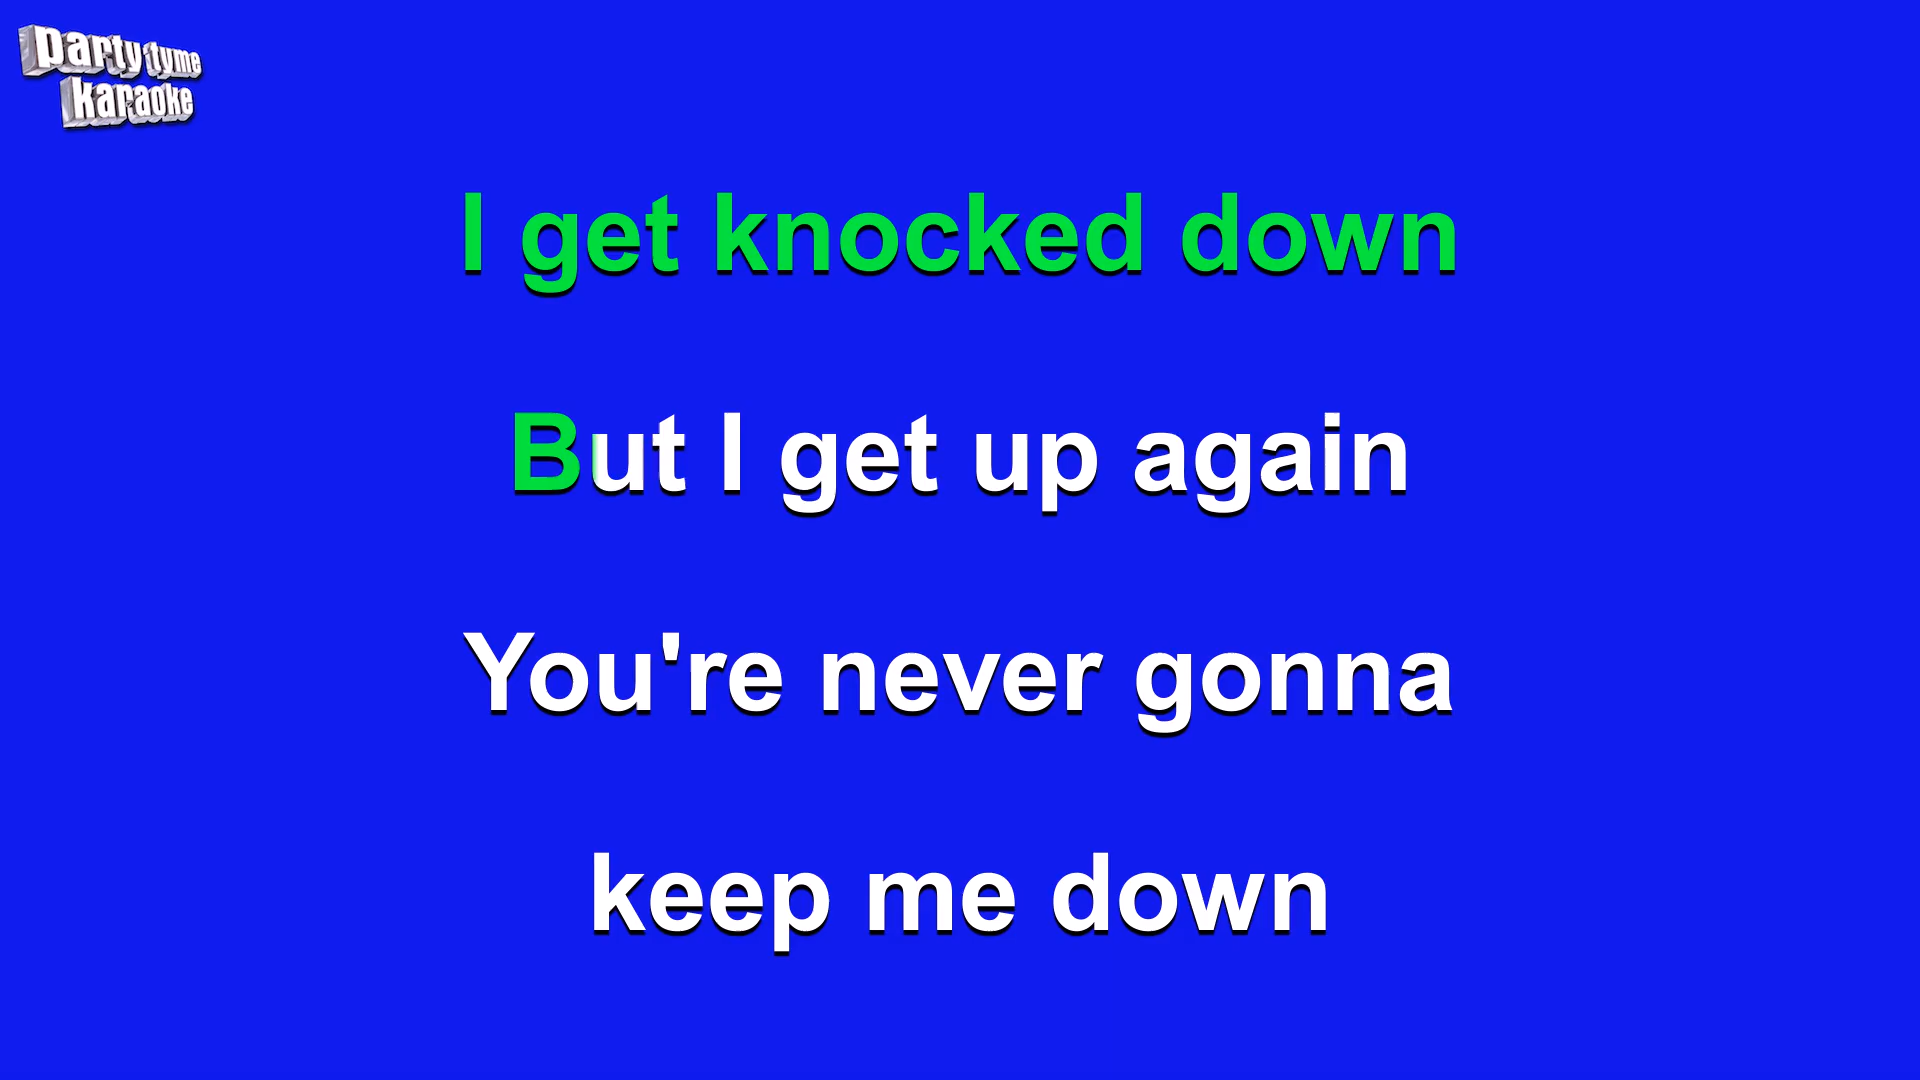 party tyme
karaoke
I get knocked down
But I get up again
You're never gonna
keep me down